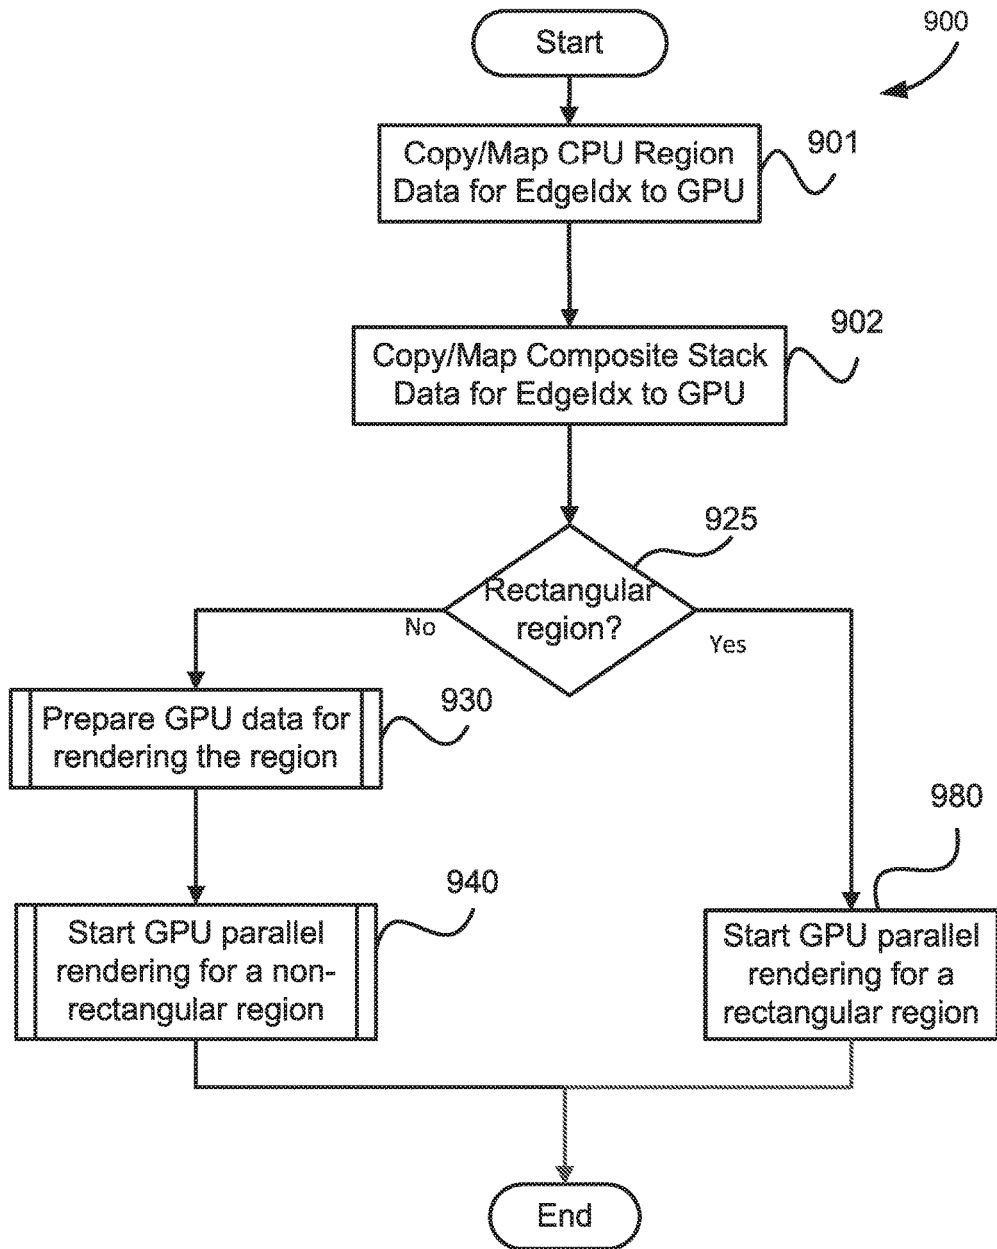 Start
900
Copy/Map CPU Region
Data for EdgeIdx to GPU
901
Copy/Map Composite Stack
Data for EdgeIdx to GPU
902
925
Rectangular
region?
No
Yes
Prepare GPU data for
rendering the region
930
Start GPU parallel
rendering for a non-
rectangular region
940
980
Start GPU parallel
rendering for a
rectangular region
End